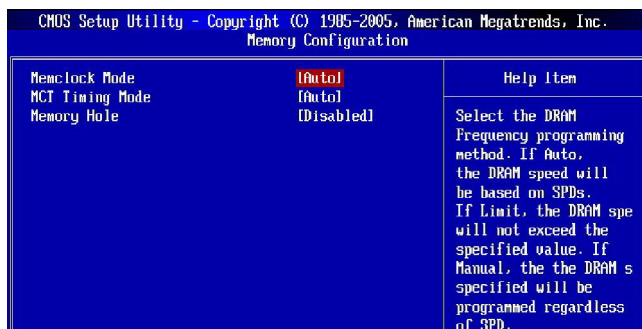 CMOS Setup Utility - Copyright (C) 1985-2005, American Megatrends, Inc.
Memory Configuration
Memclock Mode [Auto]
MCT Timing Mode [Auto]
Memory Hole [Disabled]
Help Item
Select the DRAM
Frequency programming
method. If Auto,
the DRAM speed will
be based on SPDs.
If Limit, the DRAM spe
will not exceed the
specified value. If
Manual, the the DRAM s
specified will be
programmed regardless
of SPD.